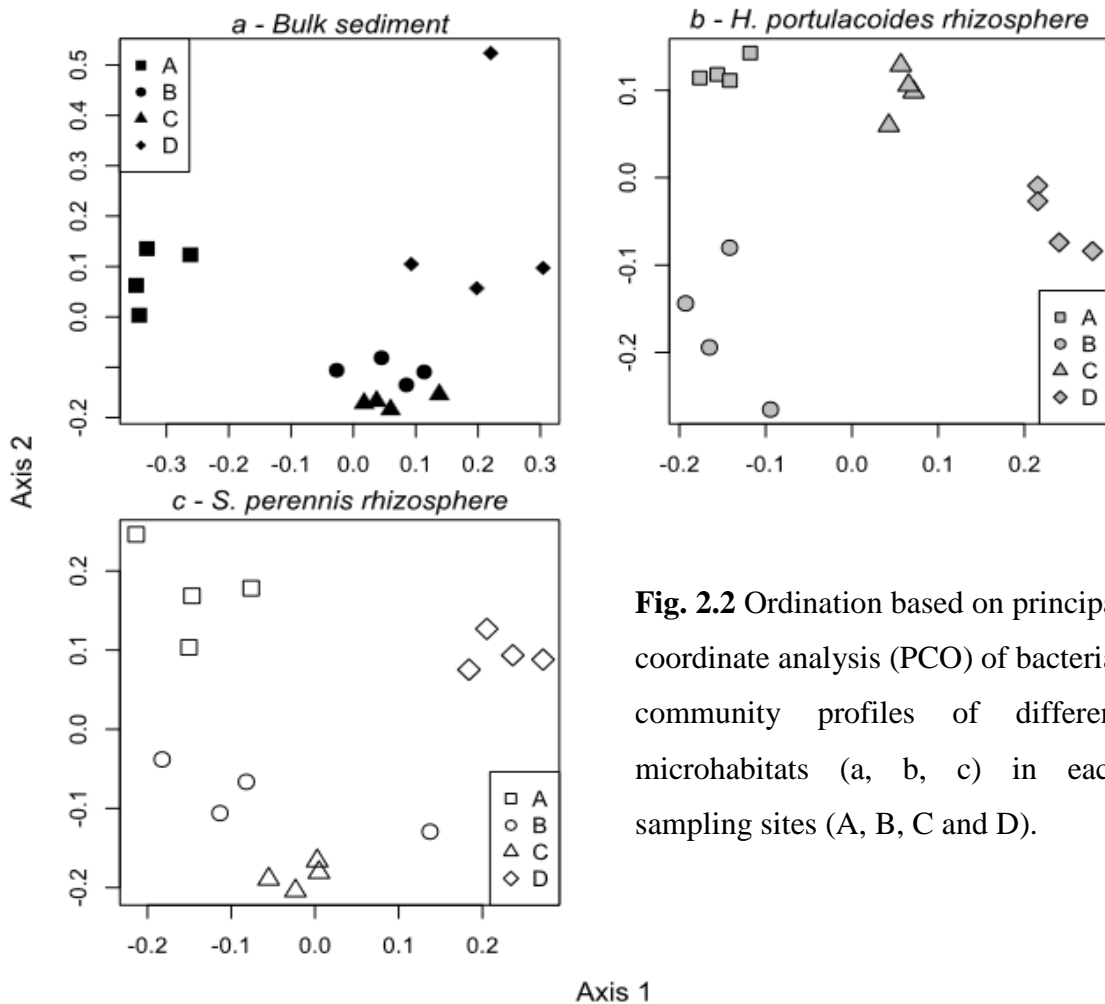 a - Bulk sediment
A
B
C
D
0.5
0.4
0.3
0.2
0.1
0.0
-0.2
-0.3 -0.2 -0.1 0.0 0.1 0.2 0.3
b - H. portulacoides rhizosphere
0.1
0.0
-0.1
-0.2
A
B
C
D
-0.2 -0.1 0.0 0.1 0.2
Axis 2
c - S. perennis rhizosphere
0.2
0.1
0.0
-0.1
-0.2
A
B
C
D
-0.2 -0.1 0.0 0.1 0.2
Axis 1
Fig. 2.2 Ordination based on principa
coordinate analysis (PCO) of bacteria
community profiles of differen
microhabitats (a, b, c) in eac
sampling sites (A, B, C and D).